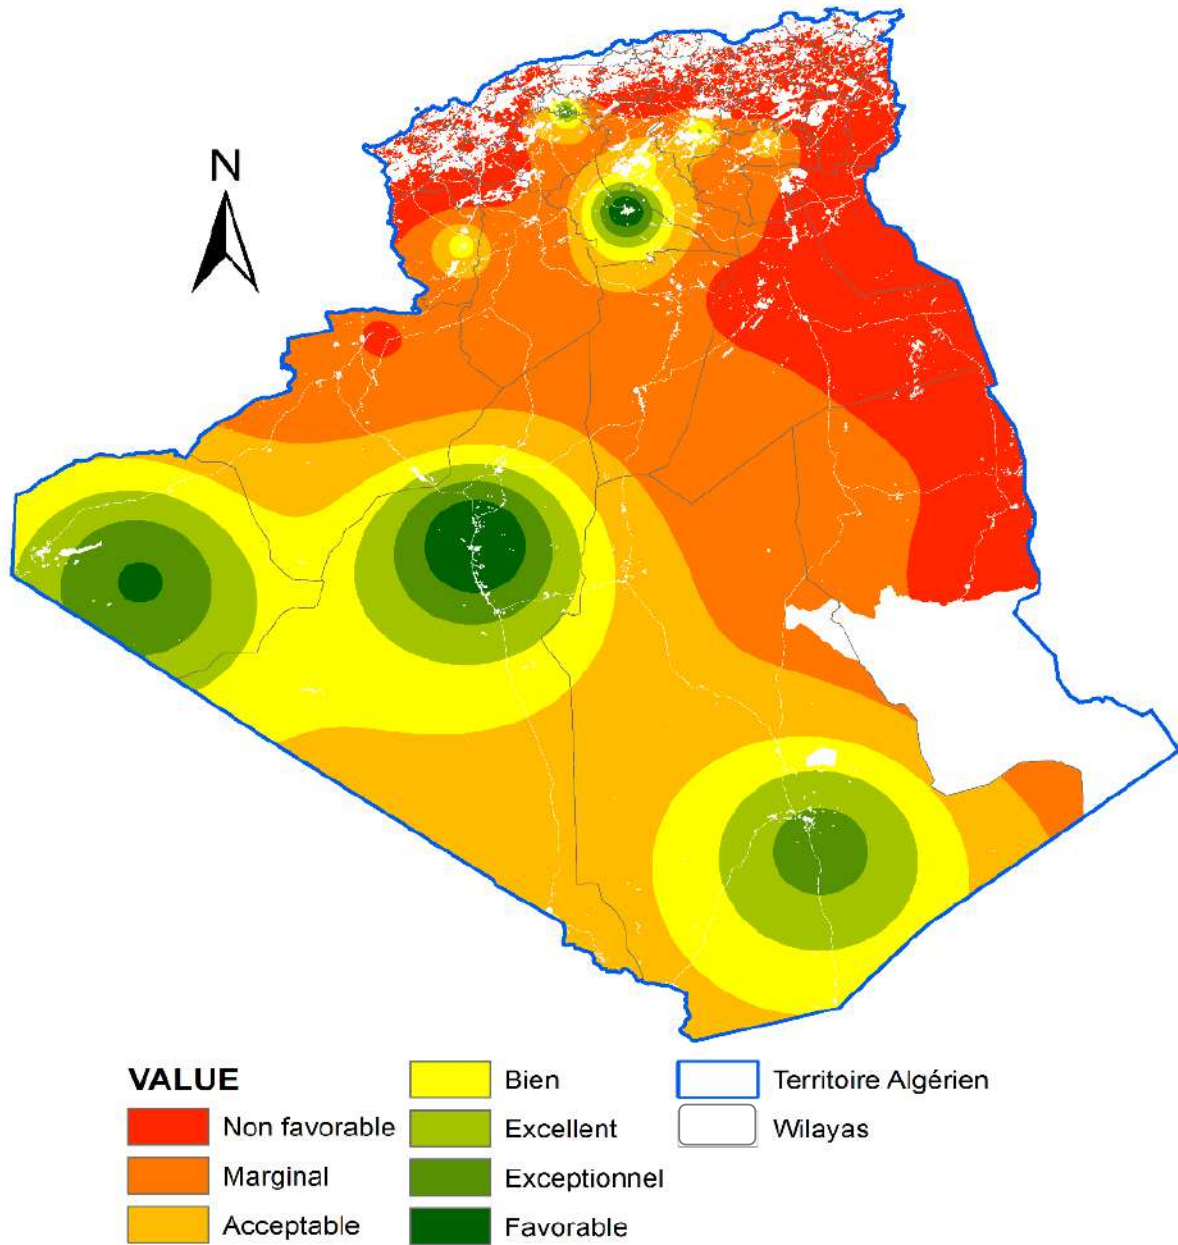 N
VALUE
Non favorable
Marginal
Acceptable
Bien
Excellent
Exceptionnel
Favorable
Territoire Algérien
Wilayas